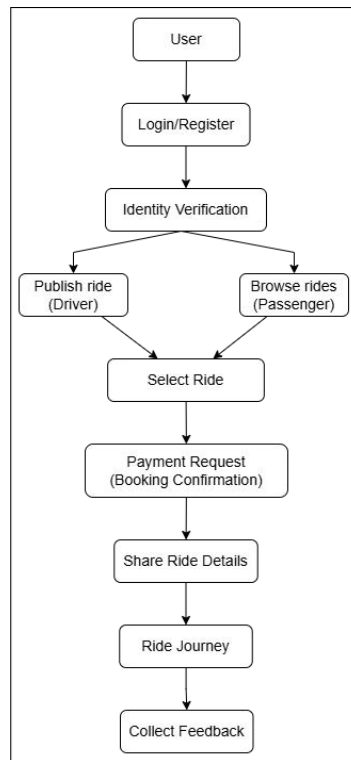 User
Login/Register
Identity Verification
Publish ride
(Driver)
Browse rides
(Passenger)
Select Ride
Payment Request
(Booking Confirmation)
Share Ride Details
Ride Journey
Collect Feedback